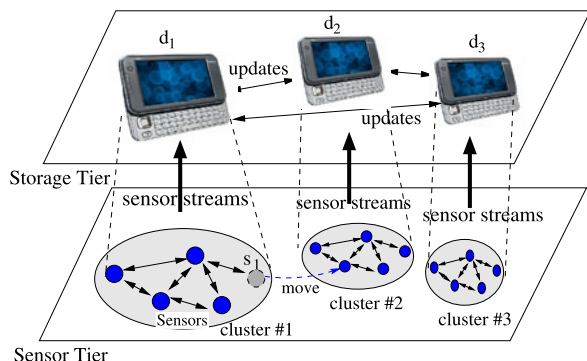 d1
d2
d3
updates
updates
Storage Tier
sensor streams
sensor streams
sensor streams
s1
move
Sensors
cluster #1
cluster #2
cluster #3
Sensor Tier